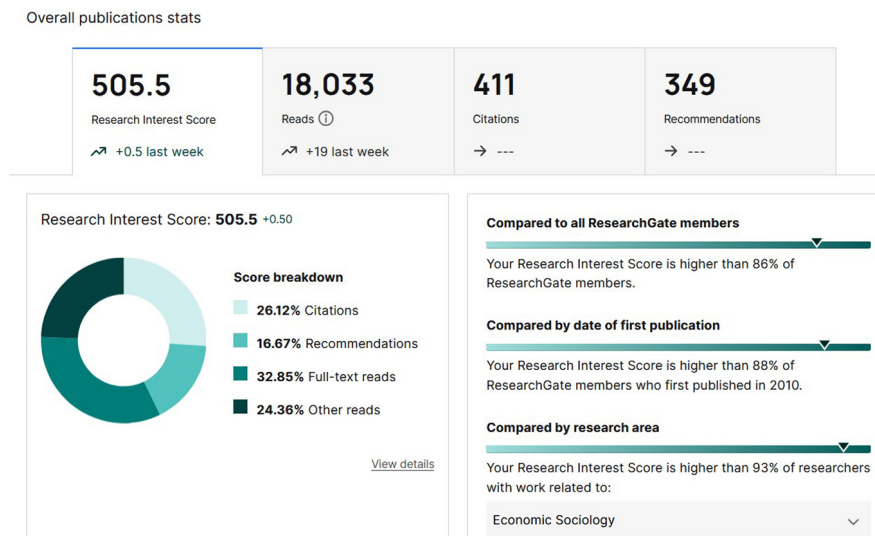 Overall publications stats
505.5
Research Interest Score
+0.5 last week
18,033
Reads
+19 last week
411
Citations
---
349
Recommendations
---
Research Interest Score: 505.5 +0.50
Score breakdown
26.12% Citations
16.67% Recommendations
32.85% Full-text reads
24.36% Other reads
View details
Compared to all ResearchGate members
Your Research Interest Score is higher than 86% of
ResearchGate members.
Compared by date of first publication
Your Research Interest Score is higher than 88% of
ResearchGate members who first published in 2010.
Compared by research area
Your Research Interest Score is higher than 93% of researchers
with work related to:
Economic Sociology